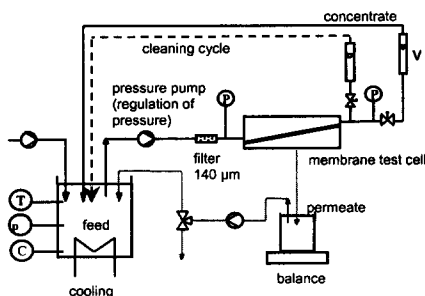 concentrate
cleaning cycle
V
pressure pump
(regulation of
pressure)
P
P
filter
140 µm
membrane test cell
T
p
C
feed
permeate
balance
cooling